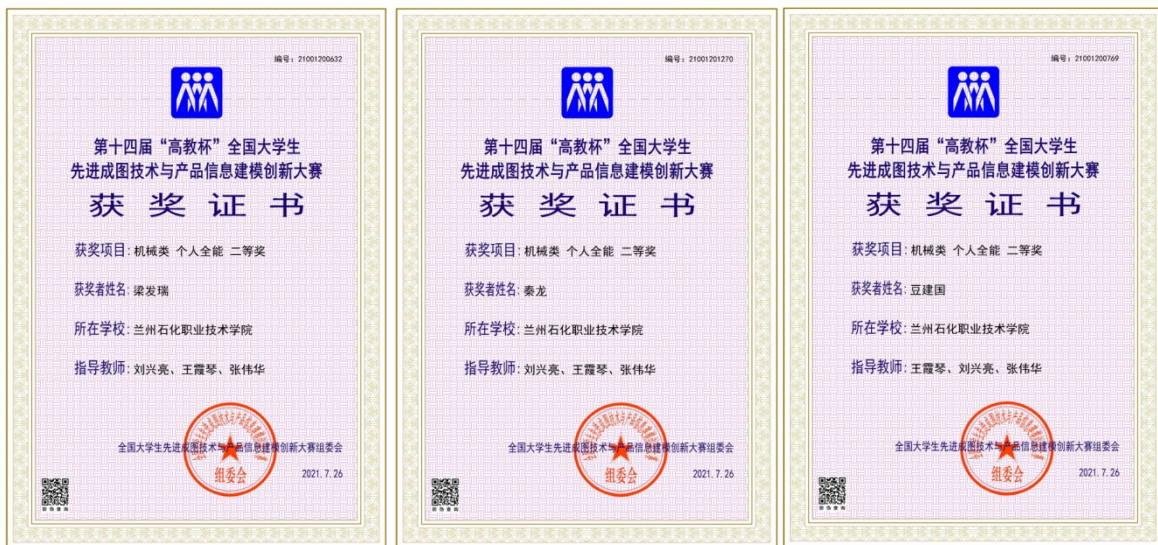 编号：21001200632
第十四届“高教杯”全国大学生
先进成图技术与产品信息建模创新大赛
获奖证书
获奖项目：机械类 个人全能 二等奖
获奖者姓名：梁发瑞
所在学校：兰州石化职业技术学院
指导教师：刘兴亮、王霞琴、张伟华
全国大学生先进成图技术与产品信息建模创新大赛组委会
组委会
2021.7.26
编号：21001201270
第十四届“高教杯”全国大学生
先进成图技术与产品信息建模创新大赛
获奖证书
获奖项目：机械类 个人全能 二等奖
获奖者姓名：秦龙
所在学校：兰州石化职业技术学院
指导教师：刘兴亮、王霞琴、张伟华
全国大学生先进成图技术与产品信息建模创新大赛组委会
组委会
2021.7.26
编号：21001200769
第十四届“高教杯”全国大学生
先进成图技术与产品信息建模创新大赛
获奖证书
获奖项目：机械类 个人全能 二等奖
获奖者姓名：豆建国
所在学校：兰州石化职业技术学院
指导教师：王霞琴、刘兴亮、张伟华
全国大学生先进成图技术与产品信息建模创新大赛组委会
组委会
2021.7.26